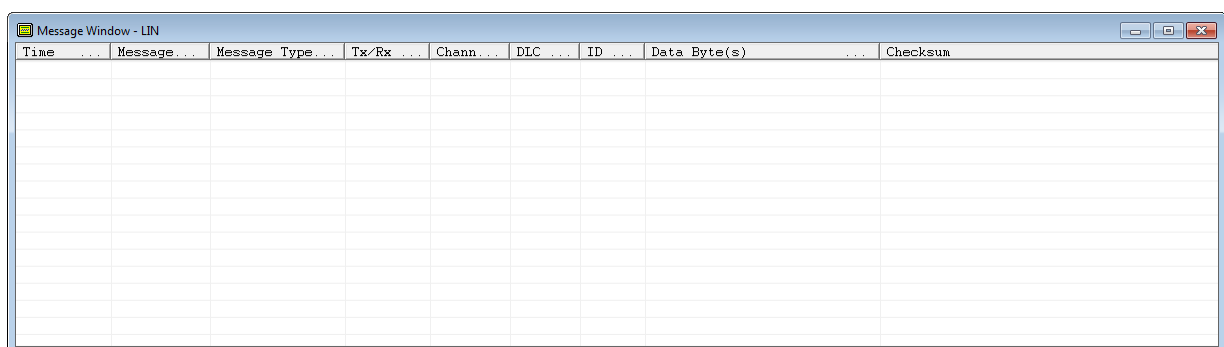 Message Window - LIN
Time ... Message... Message Type... Tx/Rx ... Chann... DLC ... ID ... Data Byte(s) ... Checksum